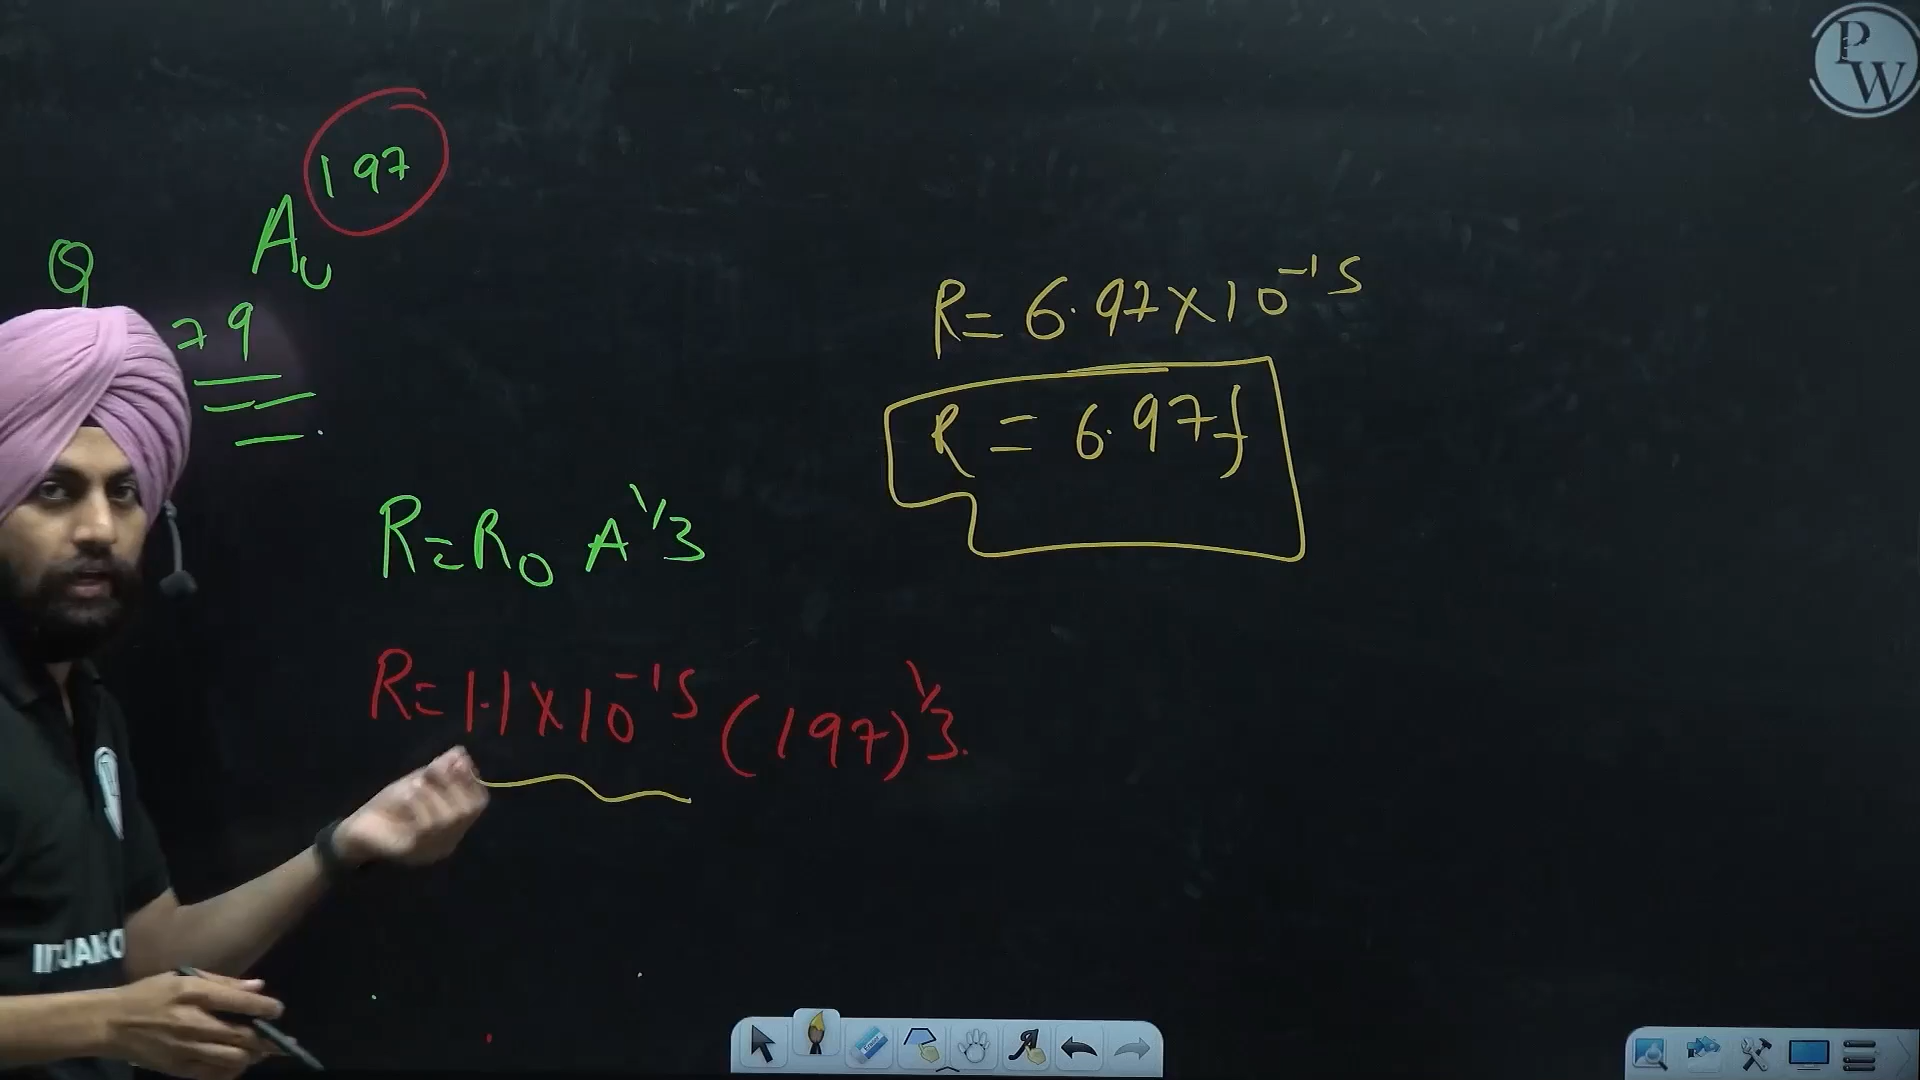 PW
Q
Au 197
79
R = R0 A^1/3
R = 1.1 × 10^-15 (197)^1/3.
R = 6.97 × 10^-15
R = 6.97f